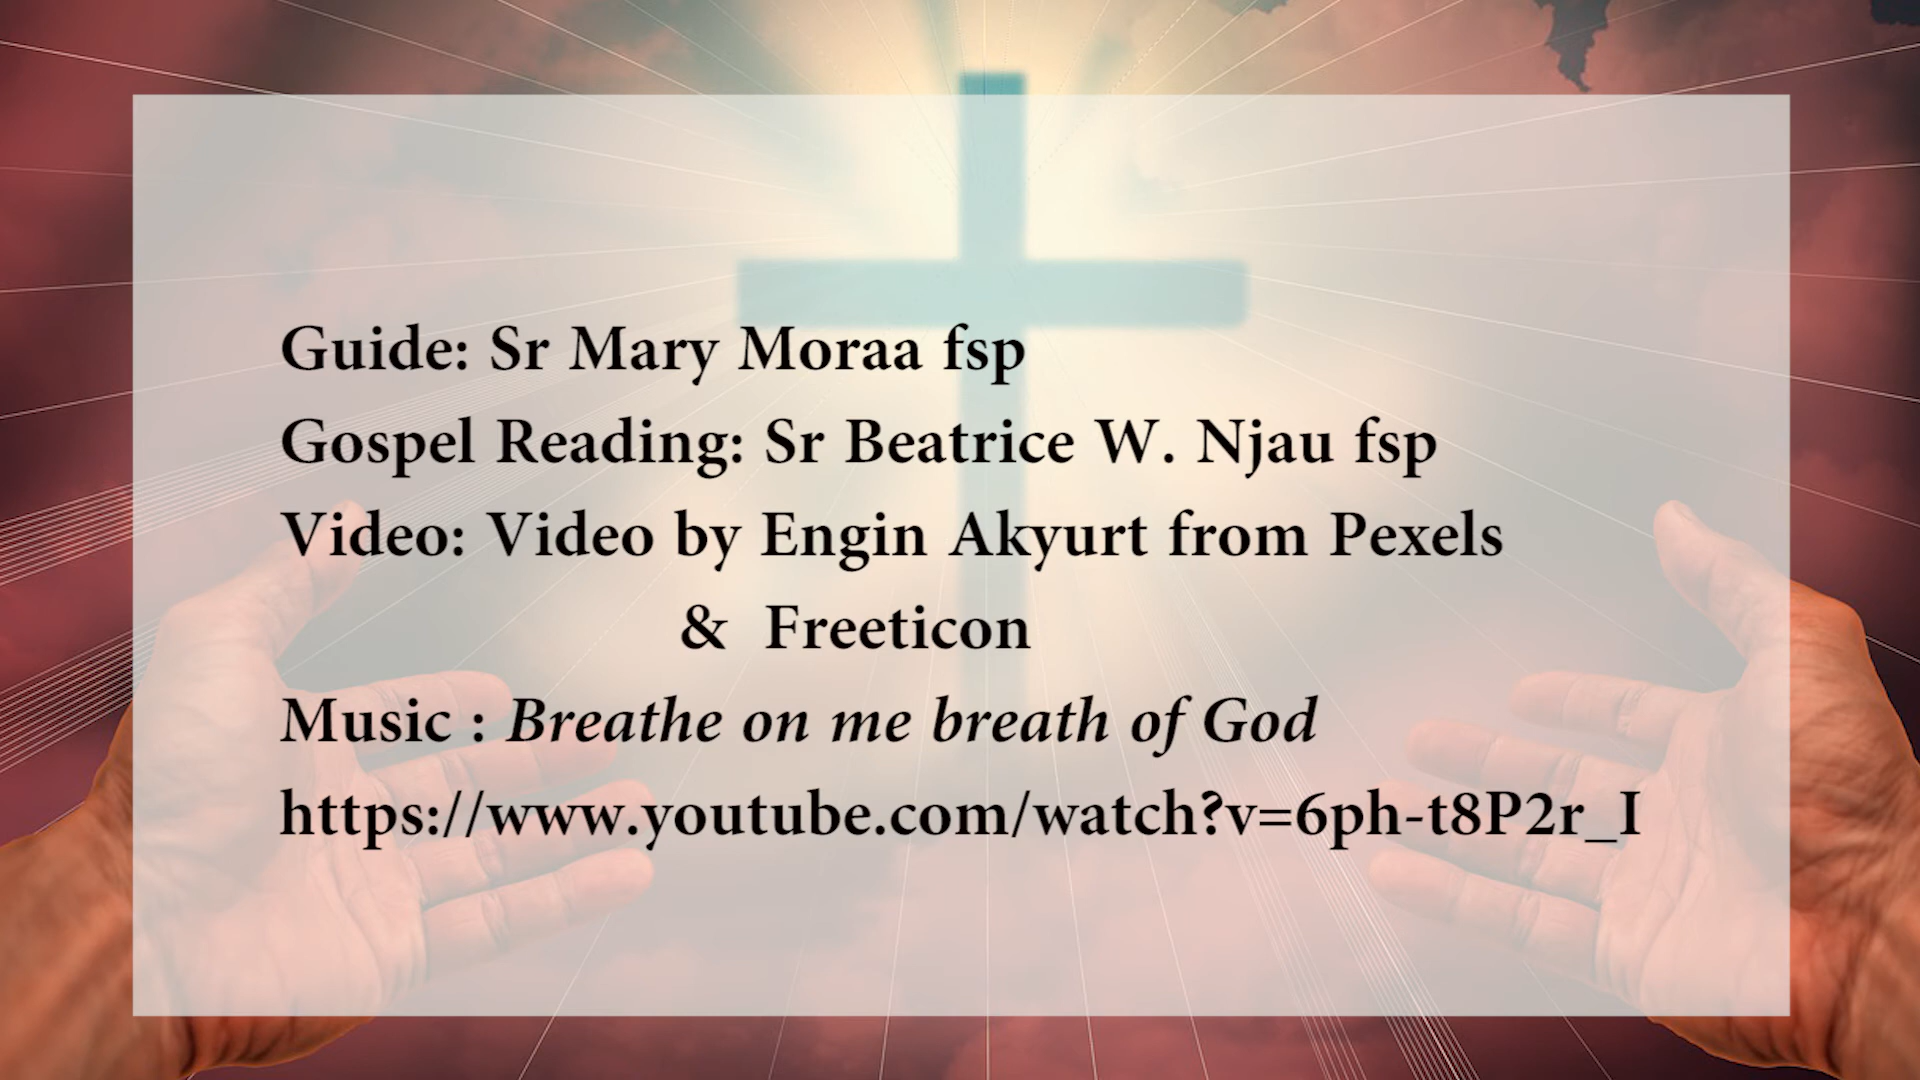 Guide: Sr Mary Moraa fsp
Gospel Reading: Sr Beatrice W. Njau fsp
Video: Video by Engin Akyurt from Pexels
& Freeticon
Music : Breathe on me breath of God
https://www.youtube.com/watch?v=6ph-t8P2r_I